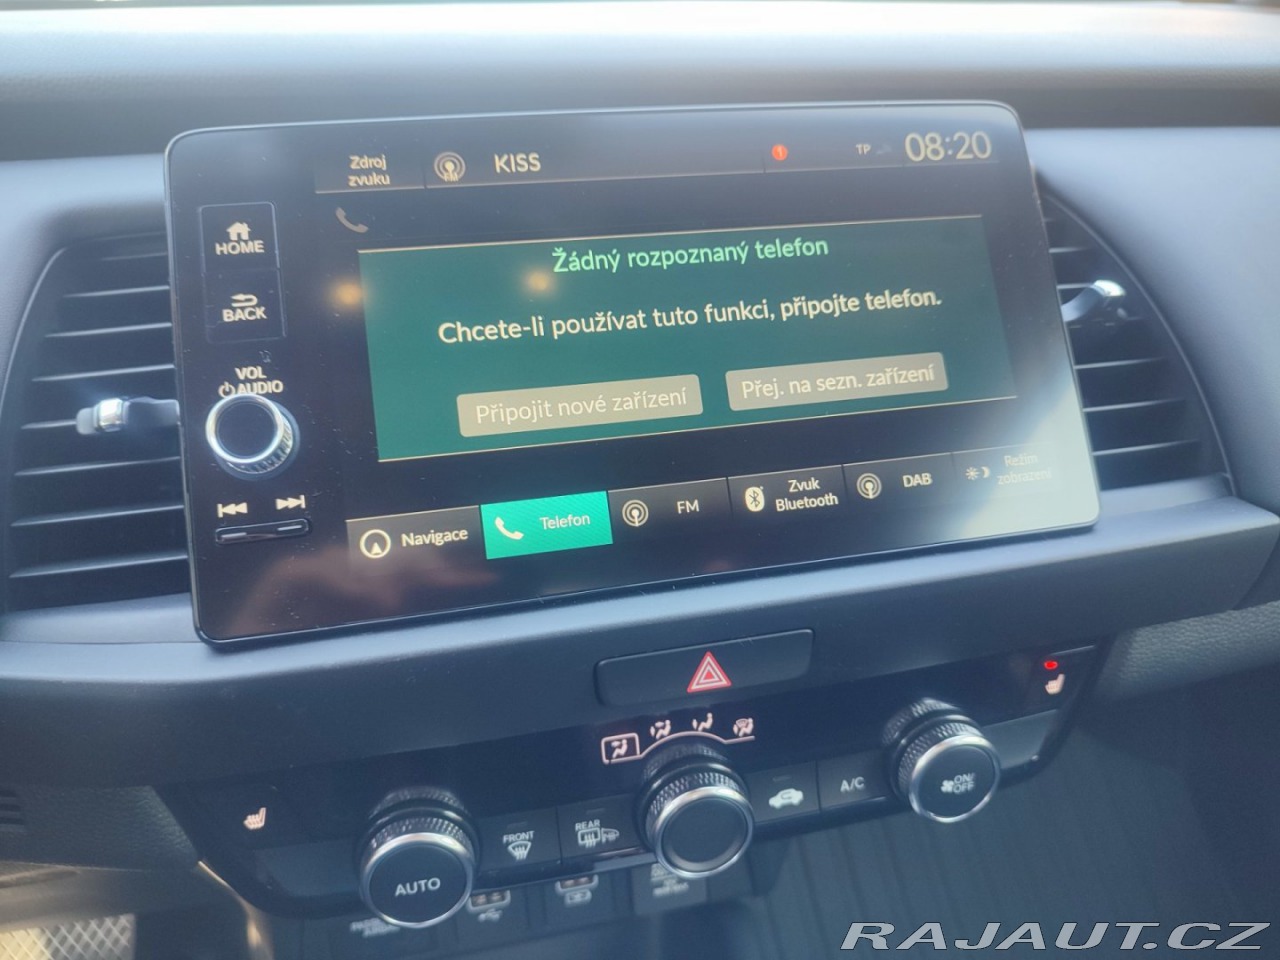 Zdroj
zvuku
FM
KISS
1
TP
08:20
HOME
BACK
VOL
AUDIO
Žádný rozpoznaný telefon
Chcete-li používat tuto funkci, připojte telefon.
Připojit nové zařízení
Přej. na sezn. zařízení
Navigace
Telefon
FM
Zvuk
Bluetooth
DAB
Režim
zobrazení
AUTO
FRONT
REAR
A/C
ON/
OFF
RAJAUT.CZ